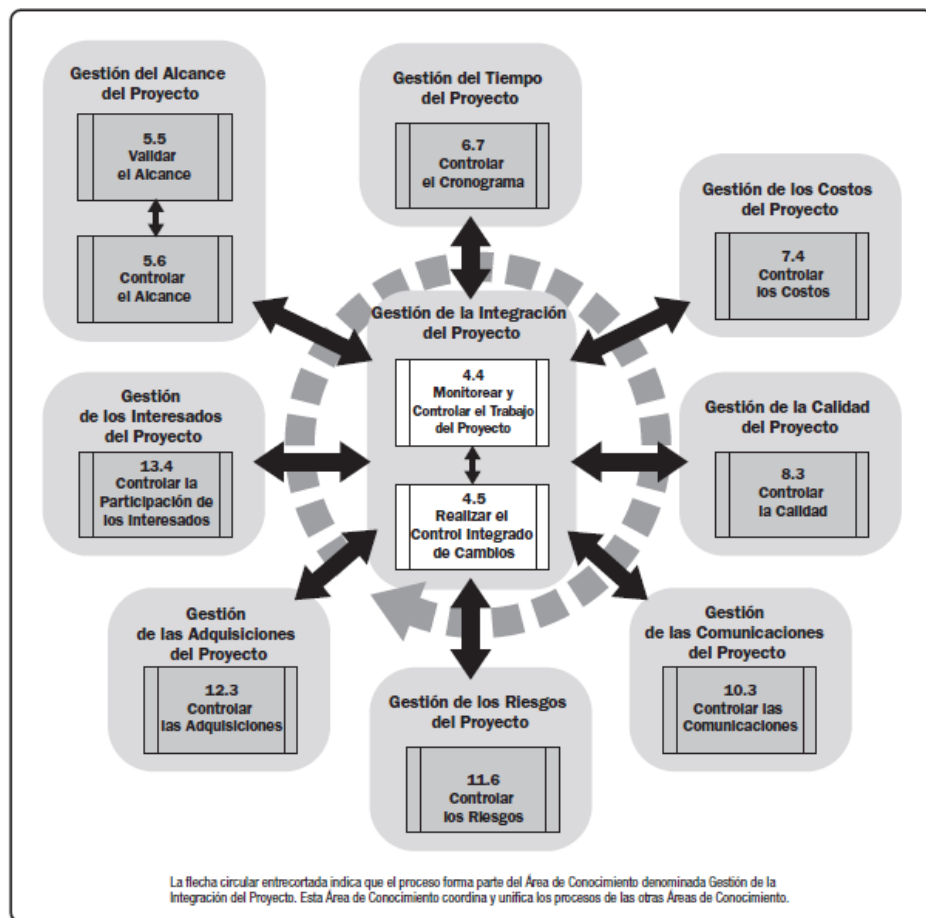 Gestión del Alcance
del Proyecto
5.5
Validar
el Alcance
5.6
Controlar
el Alcance
Gestión del Tiempo
del Proyecto
6.7
Controlar
el Cronograma
Gestión de los Costos
del Proyecto
7.4
Controlar
los Costos
Gestión de la Integración
del Proyecto
4.4
Monitorear y
Controlar el Trabajo
del Proyecto
4.5
Realizar el
Control Integrado
de Cambios
Gestión
de los Interesados
del Proyecto
13.4
Controlar la
Participación de
los Interesados
Gestión de la Calidad
del Proyecto
8.3
Controlar
la Calidad
Gestión
de las Adquisiciones
del Proyecto
12.3
Controlar
las Adquisiciones
Gestión de los Riesgos
del Proyecto
11.6
Controlar
los Riesgos
Gestión
de las Comunicaciones
del Proyecto
10.3
Controlar las
Comunicaciones
La flecha circular entrecortada indica que el proceso forma parte del Área de Conocimiento denominada Gestión de la
Integración del Proyecto. Esta Área de Conocimiento coordina y unifica los procesos de las otras Áreas de Conocimiento.